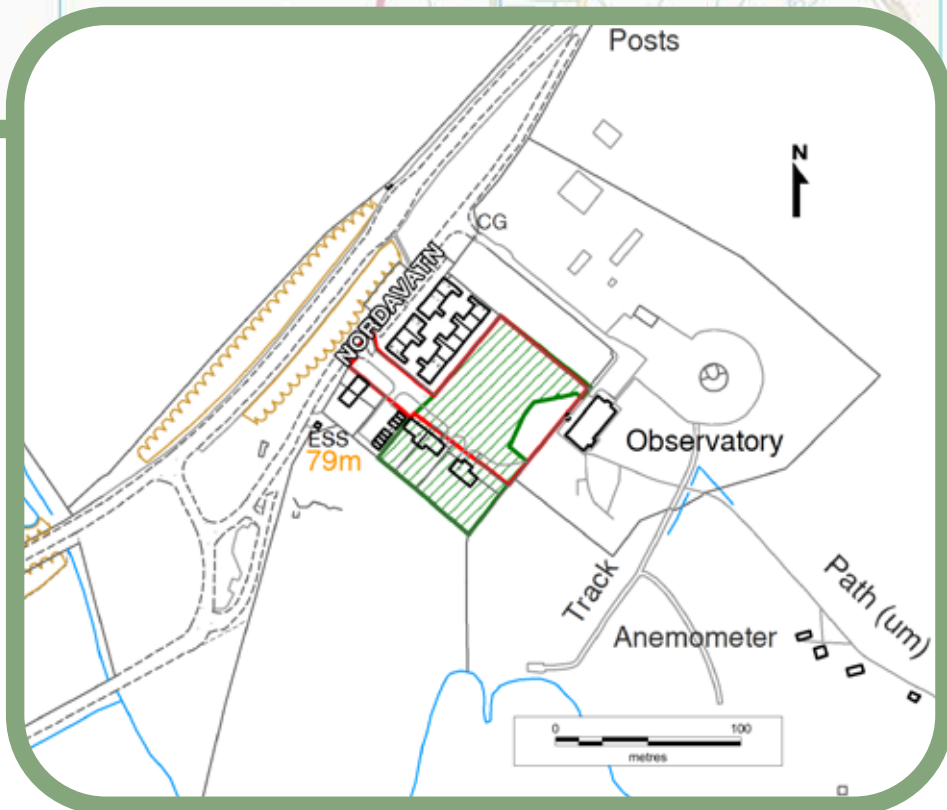 Posts
N
CG
NORDAVATN
ESS
79m
Observatory
Track
Path (um)
Anemometer
0 100
metres